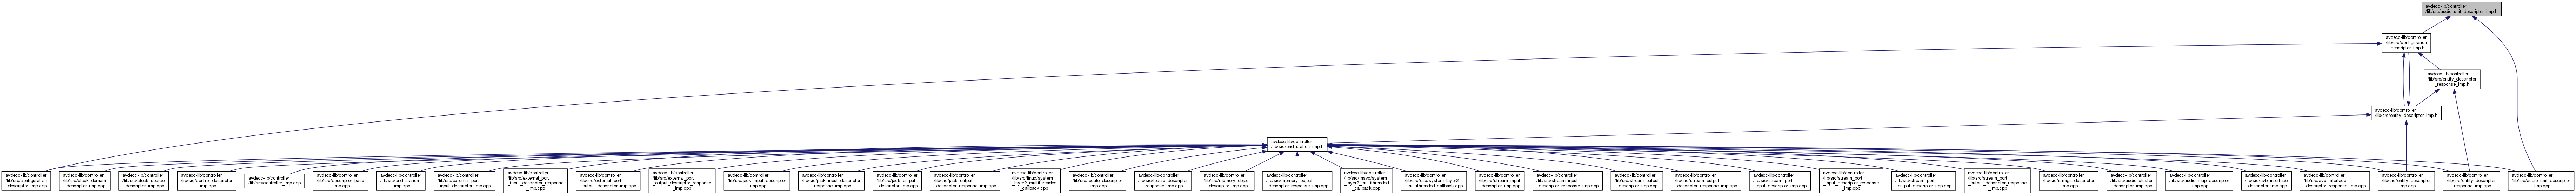 avdecc-lib/controller
/lib/src/audio_unit_descriptor_imp.h
avdecc-lib/controller
/lib/src/configuration
_descriptor_imp.h
avdecc-lib/controller
/lib/src/entity_descriptor
_response_imp.h
avdecc-lib/controller
/lib/src/entity_descriptor_imp.h
avdecc-lib/controller
/lib/src/end_station_imp.h
avdecc-lib/controller
/lib/src/configuration
_descriptor_imp.cpp
avdecc-lib/controller
/lib/src/clock_domain
_descriptor_imp.cpp
avdecc-lib/controller
/lib/src/clock_source
_descriptor_imp.cpp
avdecc-lib/controller
/lib/src/control_descriptor
_imp.cpp
avdecc-lib/controller
/lib/src/controller_imp.cpp
avdecc-lib/controller
/lib/src/descriptor_base
_imp.cpp
avdecc-lib/controller
/lib/src/end_station
_imp.cpp
avdecc-lib/controller
/lib/src/external_port
_input_descriptor_imp.cpp
avdecc-lib/controller
/lib/src/external_port
_input_descriptor_response
_imp.cpp
avdecc-lib/controller
/lib/src/external_port
_output_descriptor_imp.cpp
avdecc-lib/controller
/lib/src/external_port
_output_descriptor_response
_imp.cpp
avdecc-lib/controller
/lib/src/jack_input_descriptor
_imp.cpp
avdecc-lib/controller
/lib/src/jack_input_descriptor
_response_imp.cpp
avdecc-lib/controller
/lib/src/jack_output
_descriptor_imp.cpp
avdecc-lib/controller
/lib/src/jack_output
_descriptor_response_imp.cpp
avdecc-lib/controller
/lib/src/linux/system
_layer2_multithreaded
_callback.cpp
avdecc-lib/controller
/lib/src/locale_descriptor
_imp.cpp
avdecc-lib/controller
/lib/src/locale_descriptor
_response_imp.cpp
avdecc-lib/controller
/lib/src/memory_object
_descriptor_imp.cpp
avdecc-lib/controller
/lib/src/memory_object
_descriptor_response_imp.cpp
avdecc-lib/controller
/lib/src/msvc/system
_layer2_multithreaded
_callback.cpp
avdecc-lib/controller
/lib/src/osx/system_layer2
_multithreaded_callback.cpp
avdecc-lib/controller
/lib/src/stream_input
_descriptor_imp.cpp
avdecc-lib/controller
/lib/src/stream_input
_descriptor_response_imp.cpp
avdecc-lib/controller
/lib/src/stream_output
_descriptor_imp.cpp
avdecc-lib/controller
/lib/src/stream_output
_descriptor_response_imp.cpp
avdecc-lib/controller
/lib/src/stream_port
_input_descriptor_imp.cpp
avdecc-lib/controller
/lib/src/stream_port
_input_descriptor_response
_imp.cpp
avdecc-lib/controller
/lib/src/stream_port
_output_descriptor_imp.cpp
avdecc-lib/controller
/lib/src/stream_port
_output_descriptor_response
_imp.cpp
avdecc-lib/controller
/lib/src/strings_descriptor
_imp.cpp
avdecc-lib/controller
/lib/src/audio_cluster
_descriptor_imp.cpp
avdecc-lib/controller
/lib/src/audio_map_descriptor
_imp.cpp
avdecc-lib/controller
/lib/src/avb_interface
_descriptor_imp.cpp
avdecc-lib/controller
/lib/src/avb_interface
_descriptor_response_imp.cpp
avdecc-lib/controller
/lib/src/entity_descriptor
_imp.cpp
avdecc-lib/controller
/lib/src/entity_descriptor
_response_imp.cpp
avdecc-lib/controller
/lib/src/audio_unit_descriptor
_imp.cpp